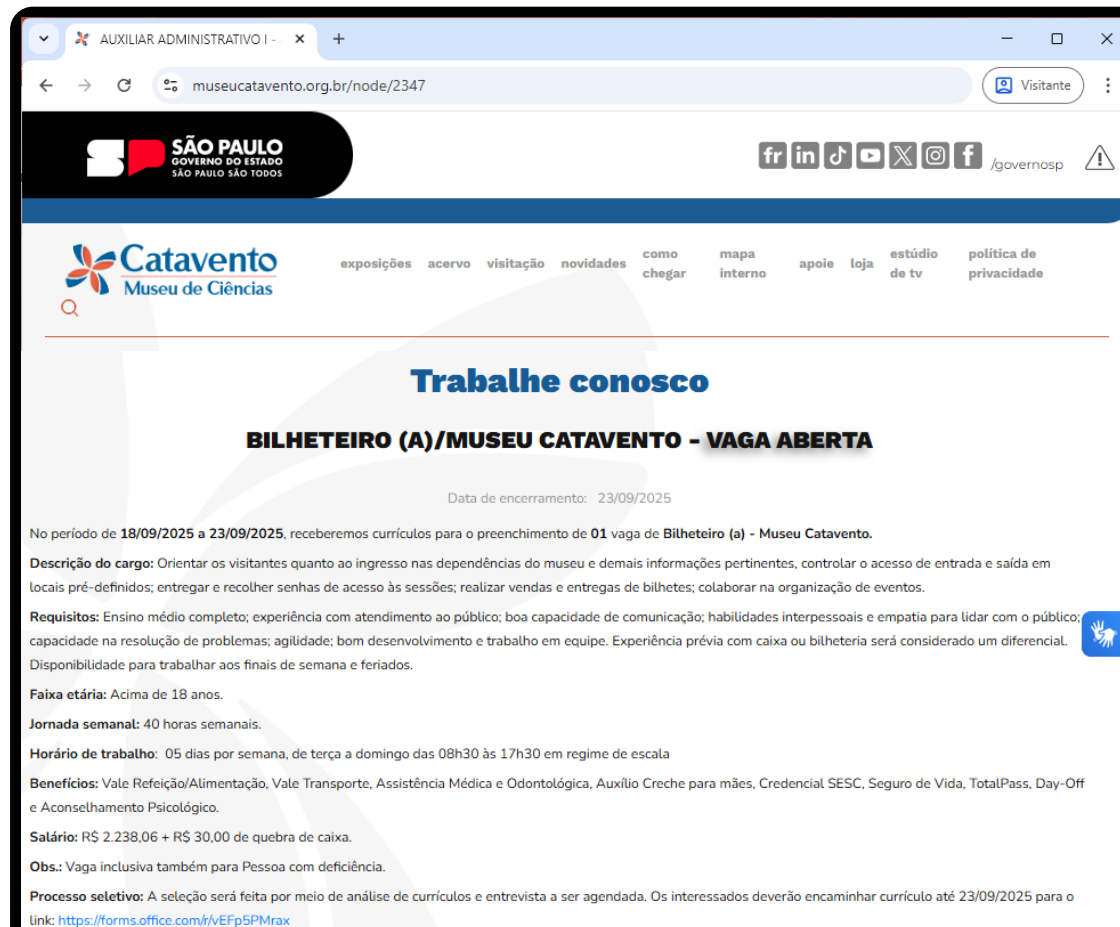 AUXILIAR ADMINISTRATIVO I -
museucatavento.org.br/node/2347
Visitante
SÃO PAULO
GOVERNO DO ESTADO
SÃO PAULO SÃO TODOS
/governosp
Catavento
Museu de Ciências
exposições acervo visitação novidades como chegar mapa interno apoie loja estúdio de tv política de privacidade
Trabalhe conosco
BILHETEIRO (A)/MUSEU CATAVENTO - VAGA ABERTA
Data de encerramento: 23/09/2025
No período de 18/09/2025 a 23/09/2025, receberemos currículos para o preenchimento de 01 vaga de Bilheteiro (a) - Museu Catavento.
Descrição do cargo: Orientar os visitantes quanto ao ingresso nas dependências do museu e demais informações pertinentes, controlar o acesso de entrada e saída em
locais pré-definidos; entregar e recolher senhas de acesso às sessões; realizar vendas e entregas de bilhetes; colaborar na organização de eventos.
Requisitos: Ensino médio completo; experiência com atendimento ao público; boa capacidade de comunicação; habilidades interpessoais e empatia para lidar com o público;
capacidade na resolução de problemas; agilidade; bom desenvolvimento e trabalho em equipe. Experiência prévia com caixa ou bilheteria será considerado um diferencial.
Disponibilidade para trabalhar aos finais de semana e feriados.
Faixa etária: Acima de 18 anos.
Jornada semanal: 40 horas semanais.
Horário de trabalho: 05 dias por semana, de terça a domingo das 08h30 às 17h30 em regime de escala
Benefícios: Vale Refeição/Alimentação, Vale Transporte, Assistência Médica e Odontológica, Auxílio Creche para mães, Credencial SESC, Seguro de Vida, TotalPass, Day-Off
e Aconselhamento Psicológico.
Salário: R$ 2.238,06 + R$ 30,00 de quebra de caixa.
Obs.: Vaga inclusiva também para Pessoa com deficiência.
Processo seletivo: A seleção será feita por meio de análise de currículos e entrevista a ser agendada. Os interessados deverão encaminhar currículo até 23/09/2025 para o
link: https://forms.office.com/r/vEFp5PMrax